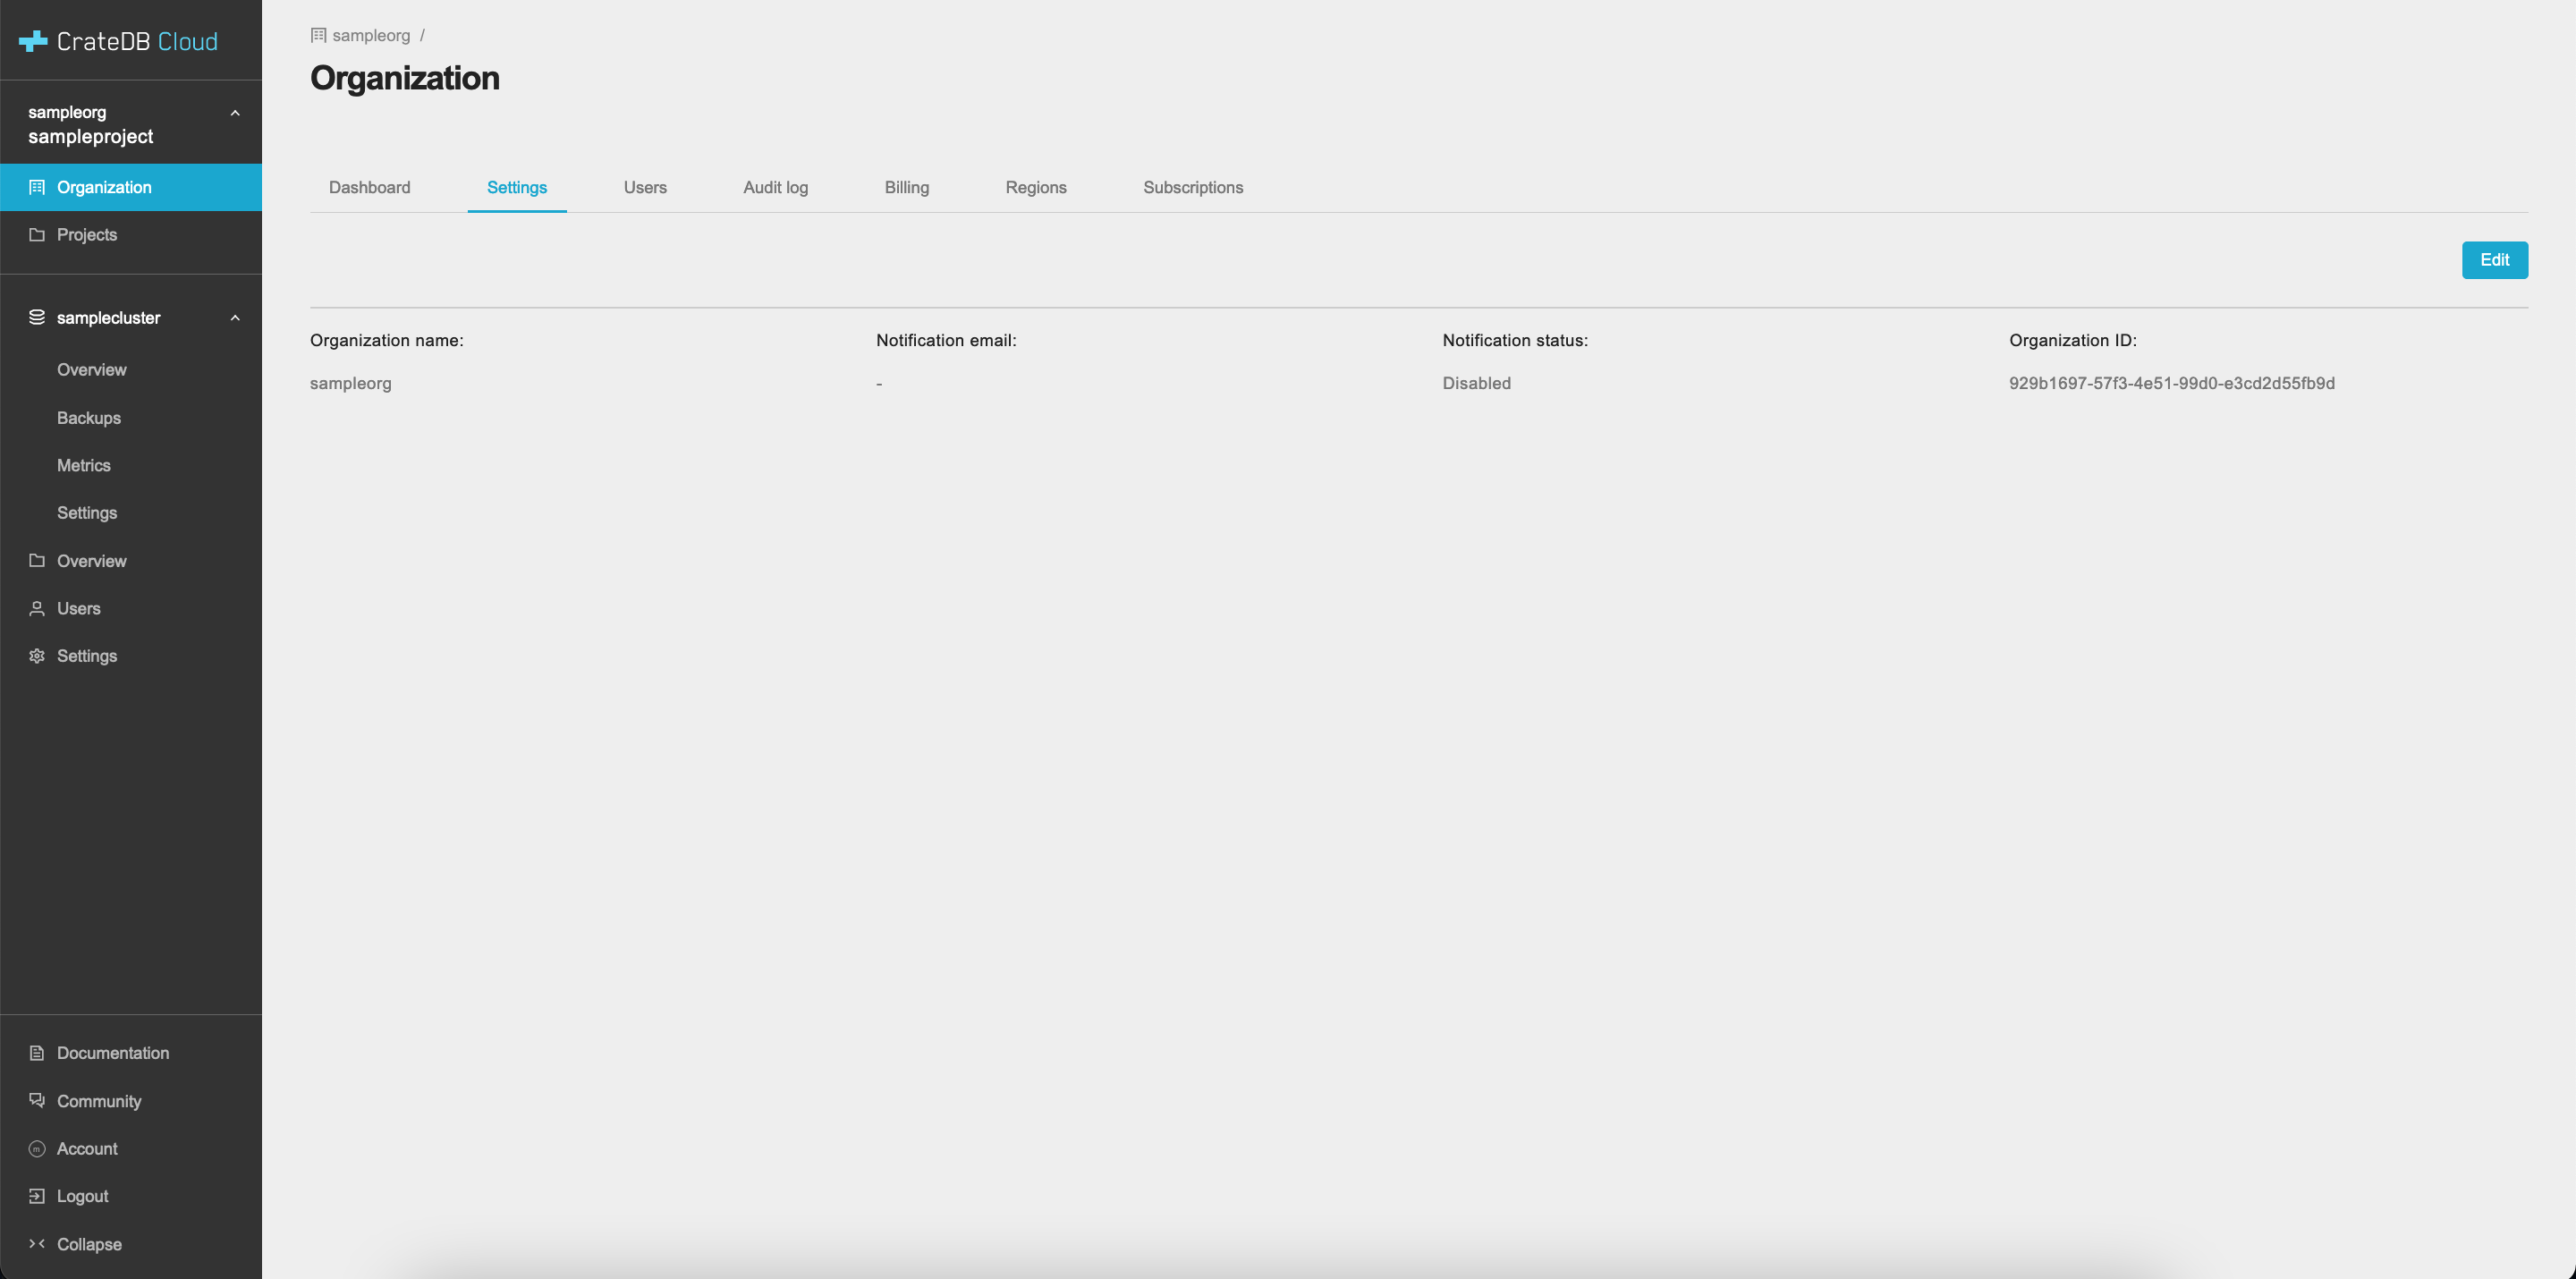 CrateDB Cloud
sampleorg
sampleproject
Organization
Projects
samplecluster
Overview
Backups
Metrics
Settings
Overview
Users
Settings
Documentation
Community
m Account
Logout
Collapse
sampleorg /
Organization
Dashboard Settings Users Audit log Billing Regions Subscriptions
Edit
Organization name: Notification email: Notification status: Organization ID:
sampleorg - Disabled 929b1697-57f3-4e51-99d0-e3cd2d55fb9d